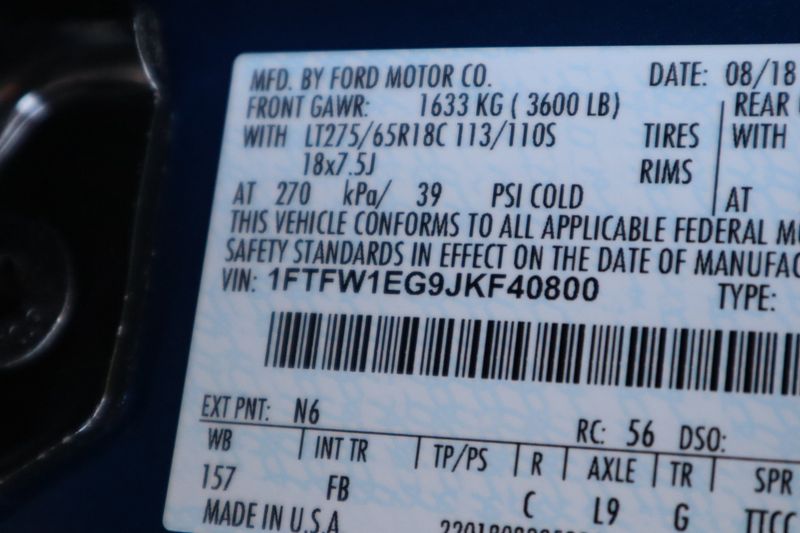 MFD. BY FORD MOTOR CO. DATE: 08/18
FRONT GAWR: 1633 KG ( 3600 LB) REAR
WITH LT275/65R18C 113/110S TIRES WITH
18x7.5J RIMS
AT 270 kPa/ 39 PSI COLD AT
THIS VEHICLE CONFORMS TO ALL APPLICABLE FEDERAL
SAFETY STANDARDS IN EFFECT ON THE DATE OF MANUFAC
VIN: 1FTFW1EG9JKF40800 TYPE:
EXT PNT: N6 RC: 56 DSO:
WB INT TR TP/PS R AXLE TR SPR
157 FB C L9 G TTCC
MADE IN U.S.A